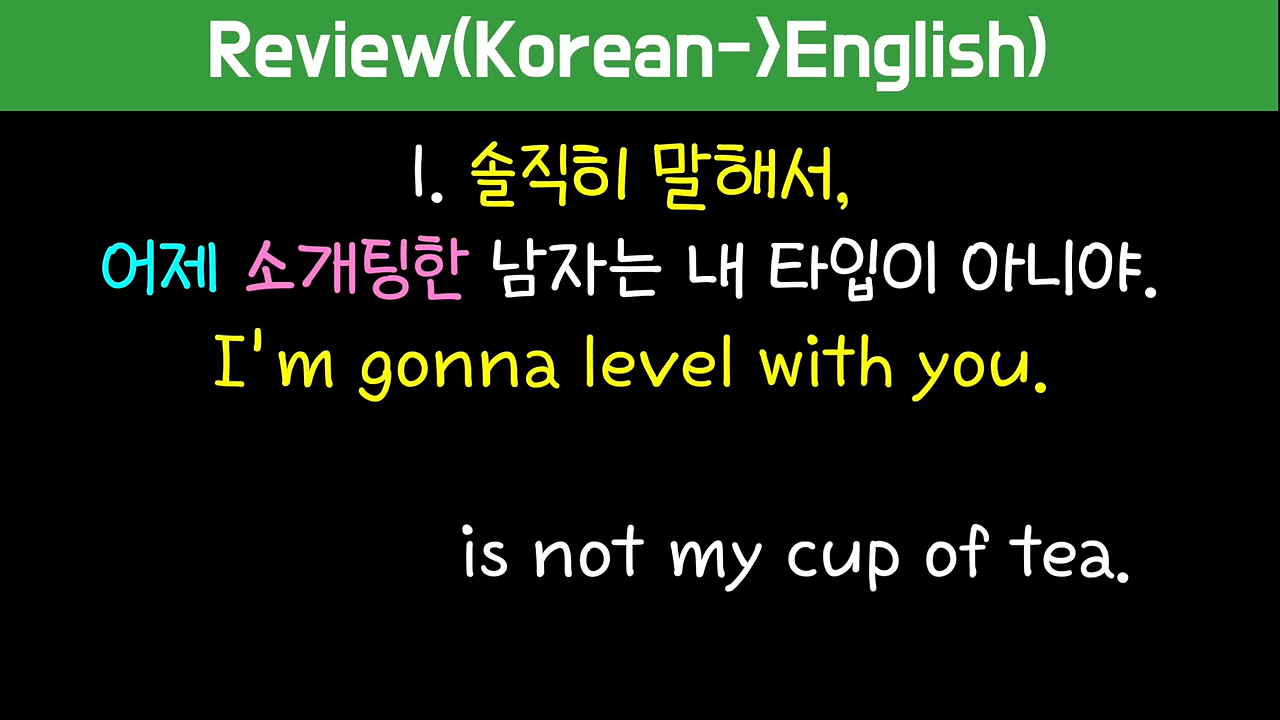 Review(Korean->English)
1. 솔직히 말해서,
어제 소개팅한 남자는 내 타입이 아니야.
I'm gonna level with you.
is not my cup of tea.